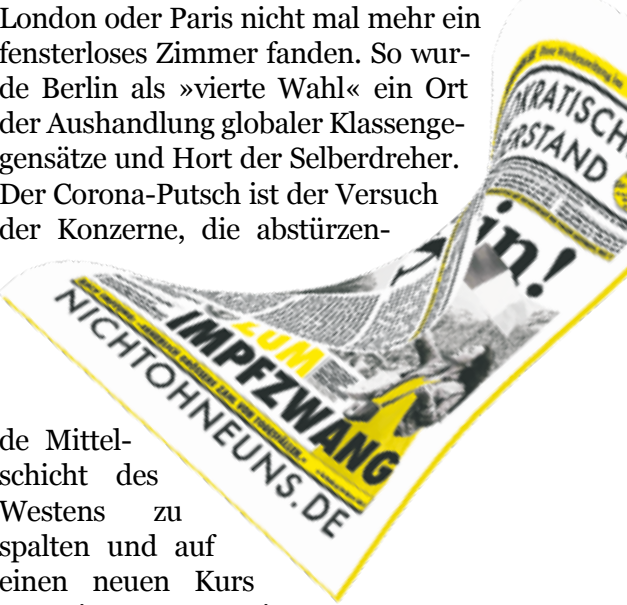 London oder Paris nicht mal mehr ein
fensterloses Zimmer fanden. So wur-
de Berlin als »vierte Wahl« ein Ort
der Aushandlung globaler Klassenge-
gensätze und Hort der Selberdreher.
Der Corona-Putsch ist der Versuch
der Konzerne, die abstürzen-
de Mittel-
schicht des
Westens zu
spalten und auf
einen neuen Kurs
KRATISCH
RSTAND
in!
ZUM
IMPFZWANG
NICHTOHNEUNS.DE